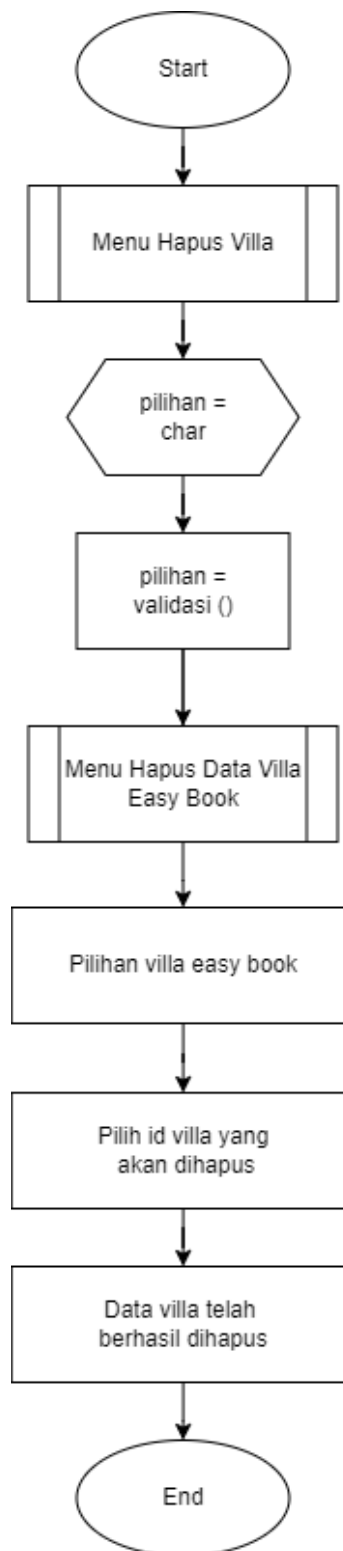 Start
Menu Hapus Villa
pilihan =
char
pilihan =
validasi ()
Menu Hapus Data Villa
Easy Book
Pilihan villa easy book
Pilih id villa yang
akan dihapus
Data villa telah
berhasil dihapus
End